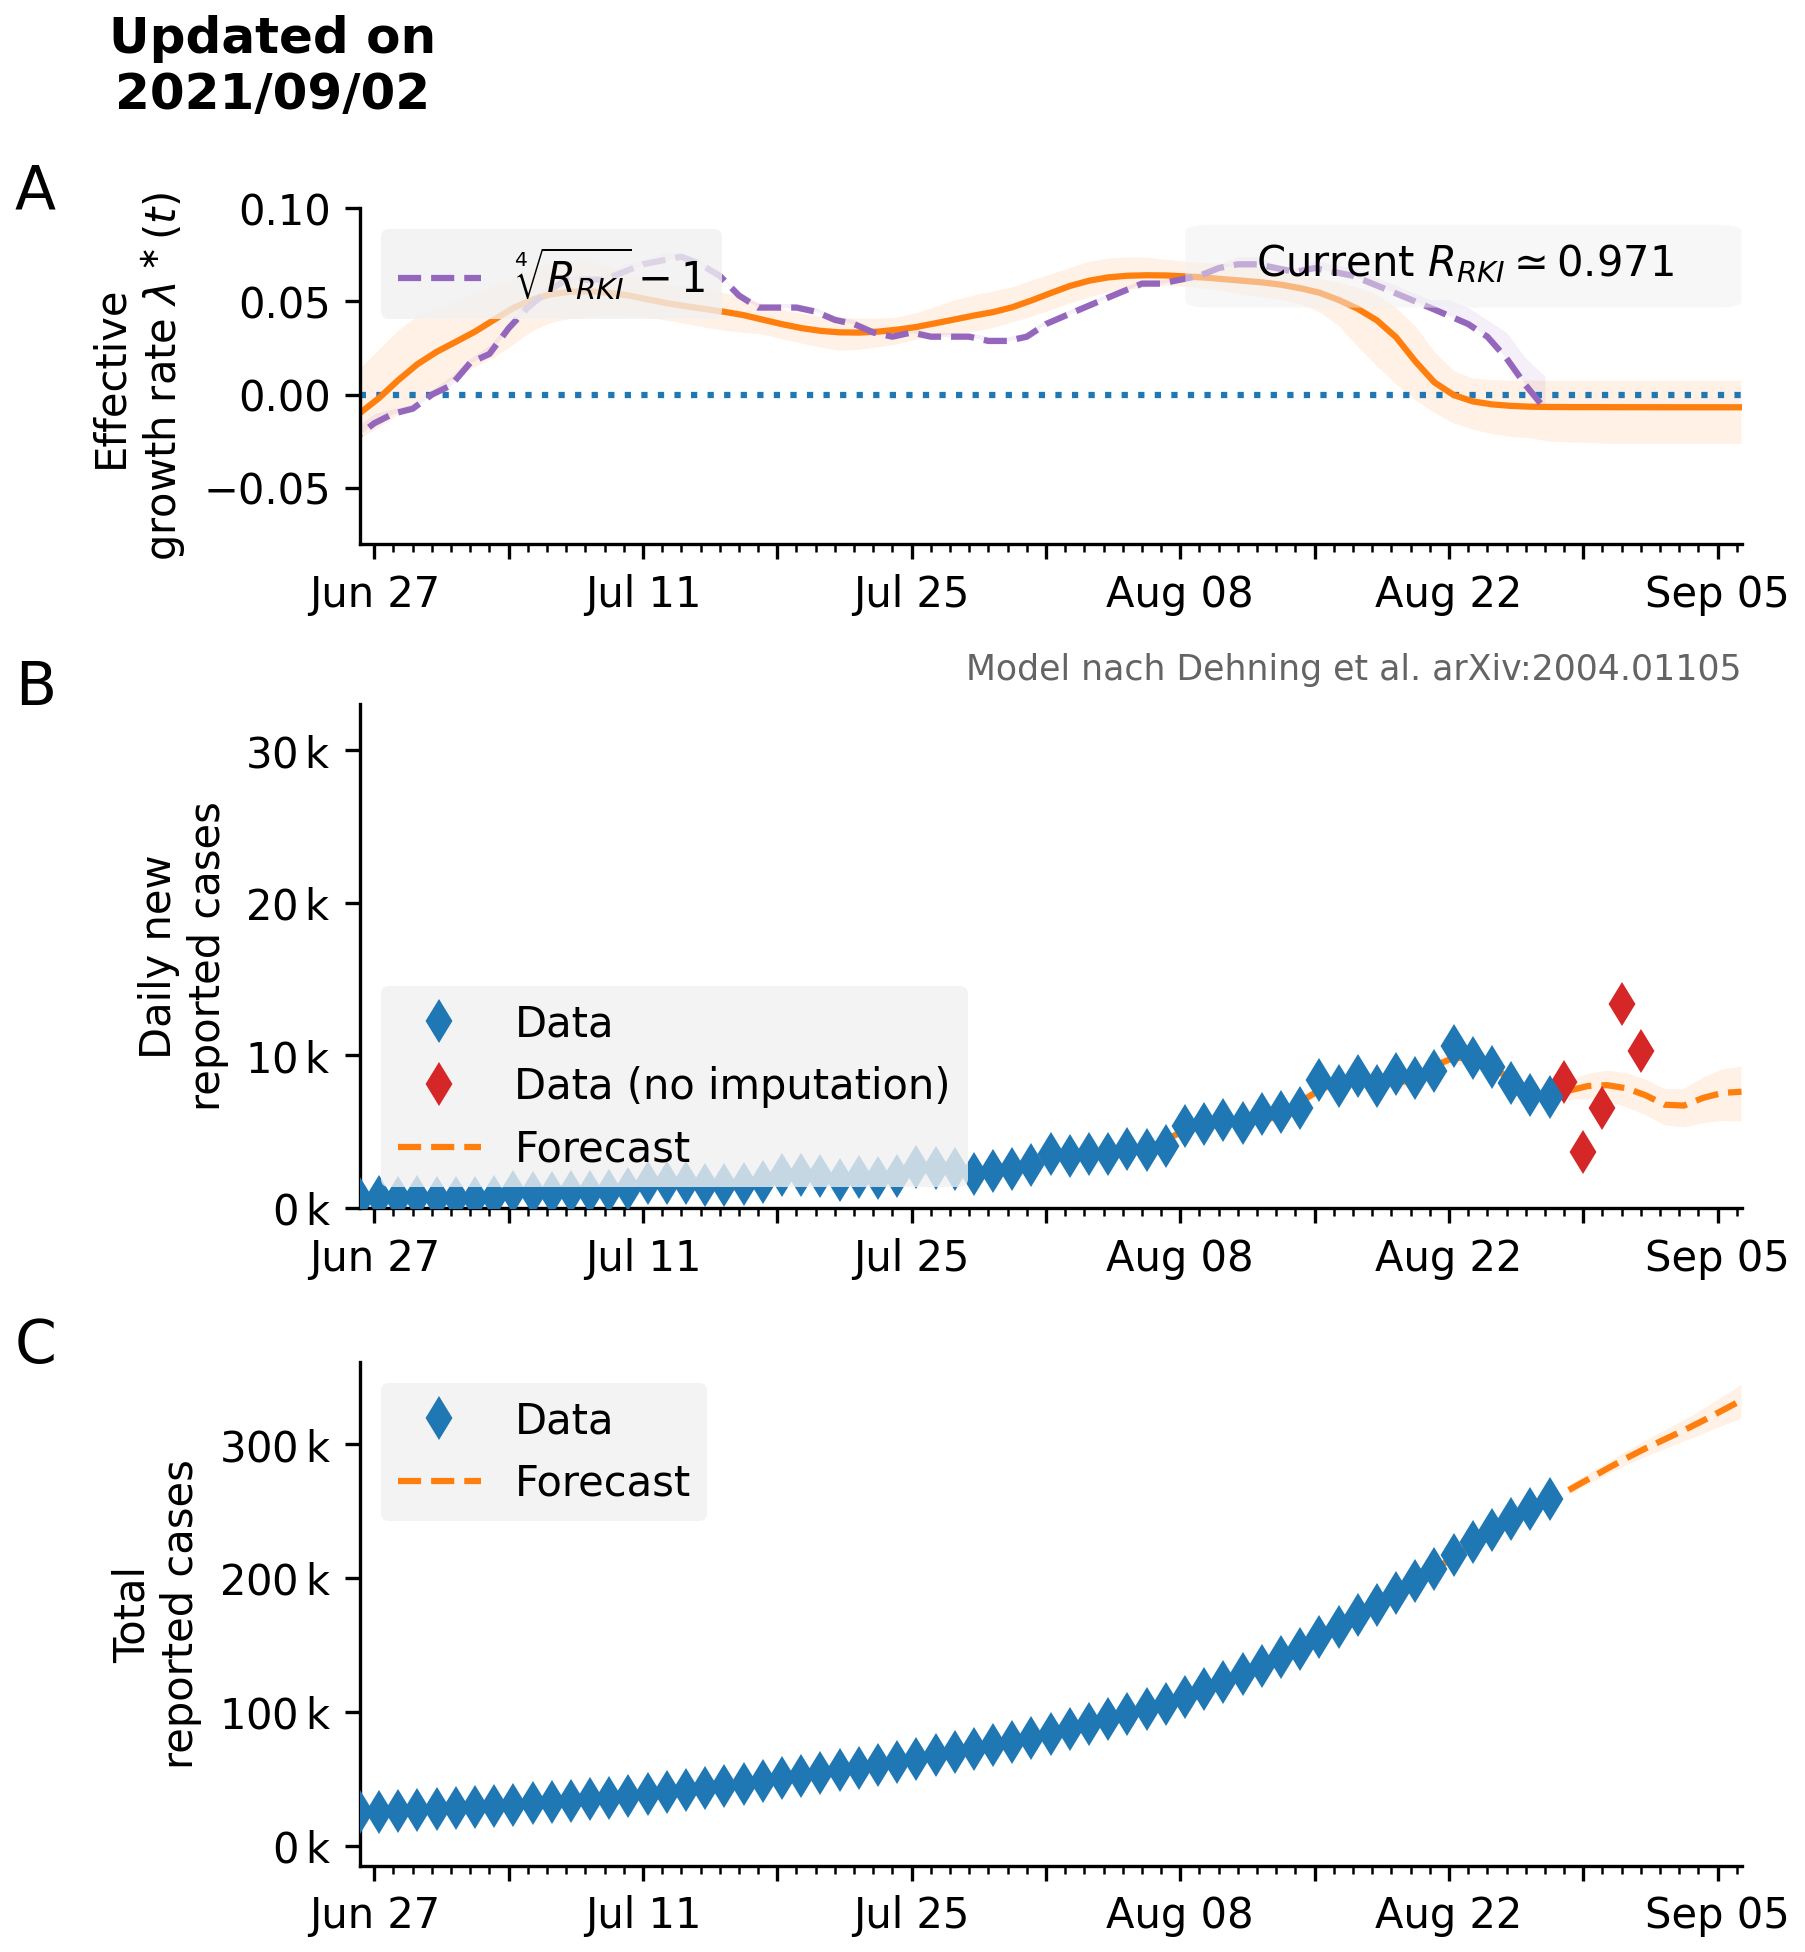 Updated on
2021/09/02
A
Effective
growth rate λ * (t)
0.10
0.05
0.00
−0.05
∜R_RKI − 1
Current R_RKI ≃ 0.971
Jun 27
Jul 11
Jul 25
Aug 08
Aug 22
Sep 05
Model nach Dehning et al. arXiv:2004.01105
B
Daily new
reported cases
30 k
20 k
10 k
0 k
Data
Data (no imputation)
Forecast
Jun 27
Jul 11
Jul 25
Aug 08
Aug 22
Sep 05
C
Total
reported cases
300 k
200 k
100 k
0 k
Data
Forecast
Jun 27
Jul 11
Jul 25
Aug 08
Aug 22
Sep 05